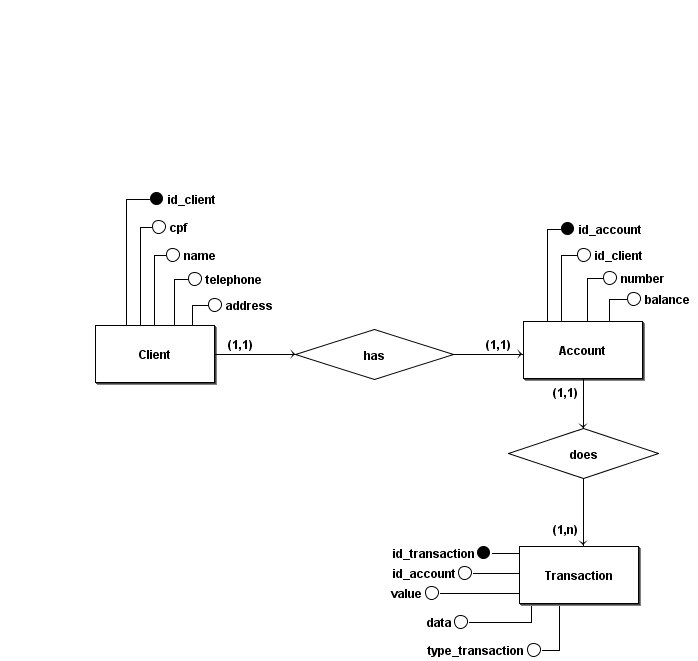 id_client
cpf
name
telephone
address
id_account
id_client
number
balance
Client
(1,1)
has
(1,1)
Account
(1,1)
does
(1,n)
id_transaction
id_account
value
data
type_transaction
Transaction